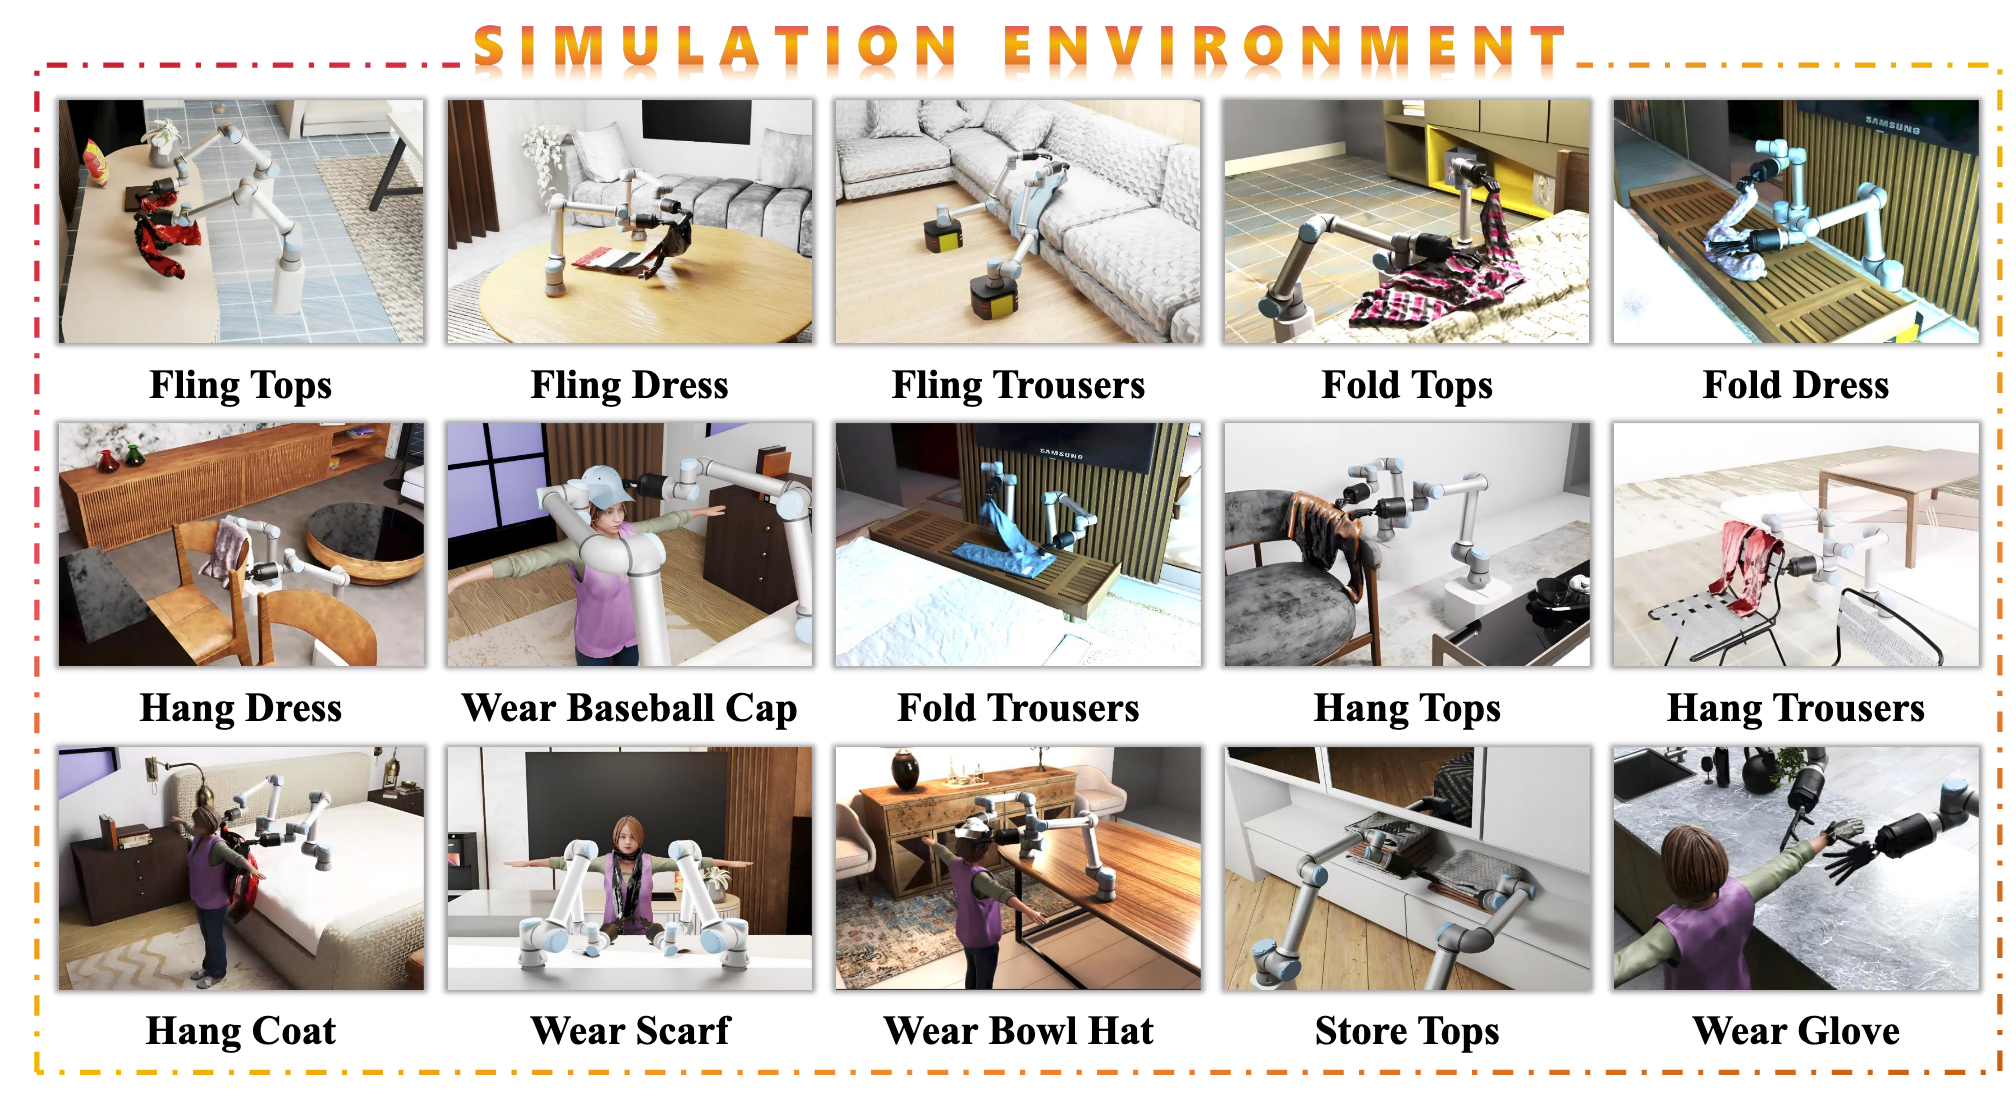 SIMULATION ENVIRONMENT
SAMSUNG
Fling Tops
Fling Dress
Fling Trousers
Fold Tops
Fold Dress
SAMSUNG
Hang Dress
Wear Baseball Cap
Fold Trousers
Hang Tops
Hang Trousers
Hang Coat
Wear Scarf
Wear Bowl Hat
Store Tops
Wear Glove